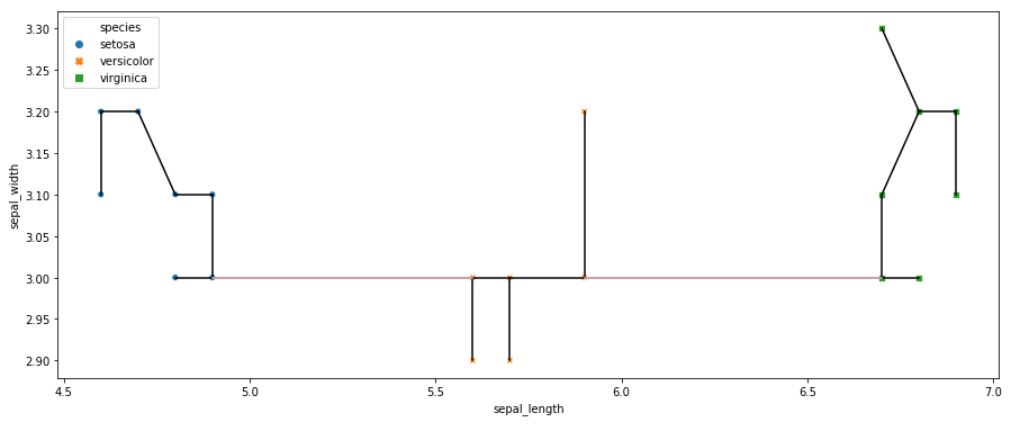 species
setosa
versicolor
virginica
sepal_width
3.30
3.25
3.20
3.15
3.10
3.05
3.00
2.95
2.90
4.5 5.0 5.5 6.0 6.5 7.0
sepal_length